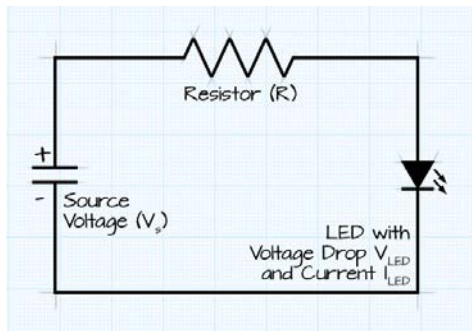 Resistor (R)
+
-
Source
Voltage (Vs)
LED with
Voltage Drop VLED
and Current ILED